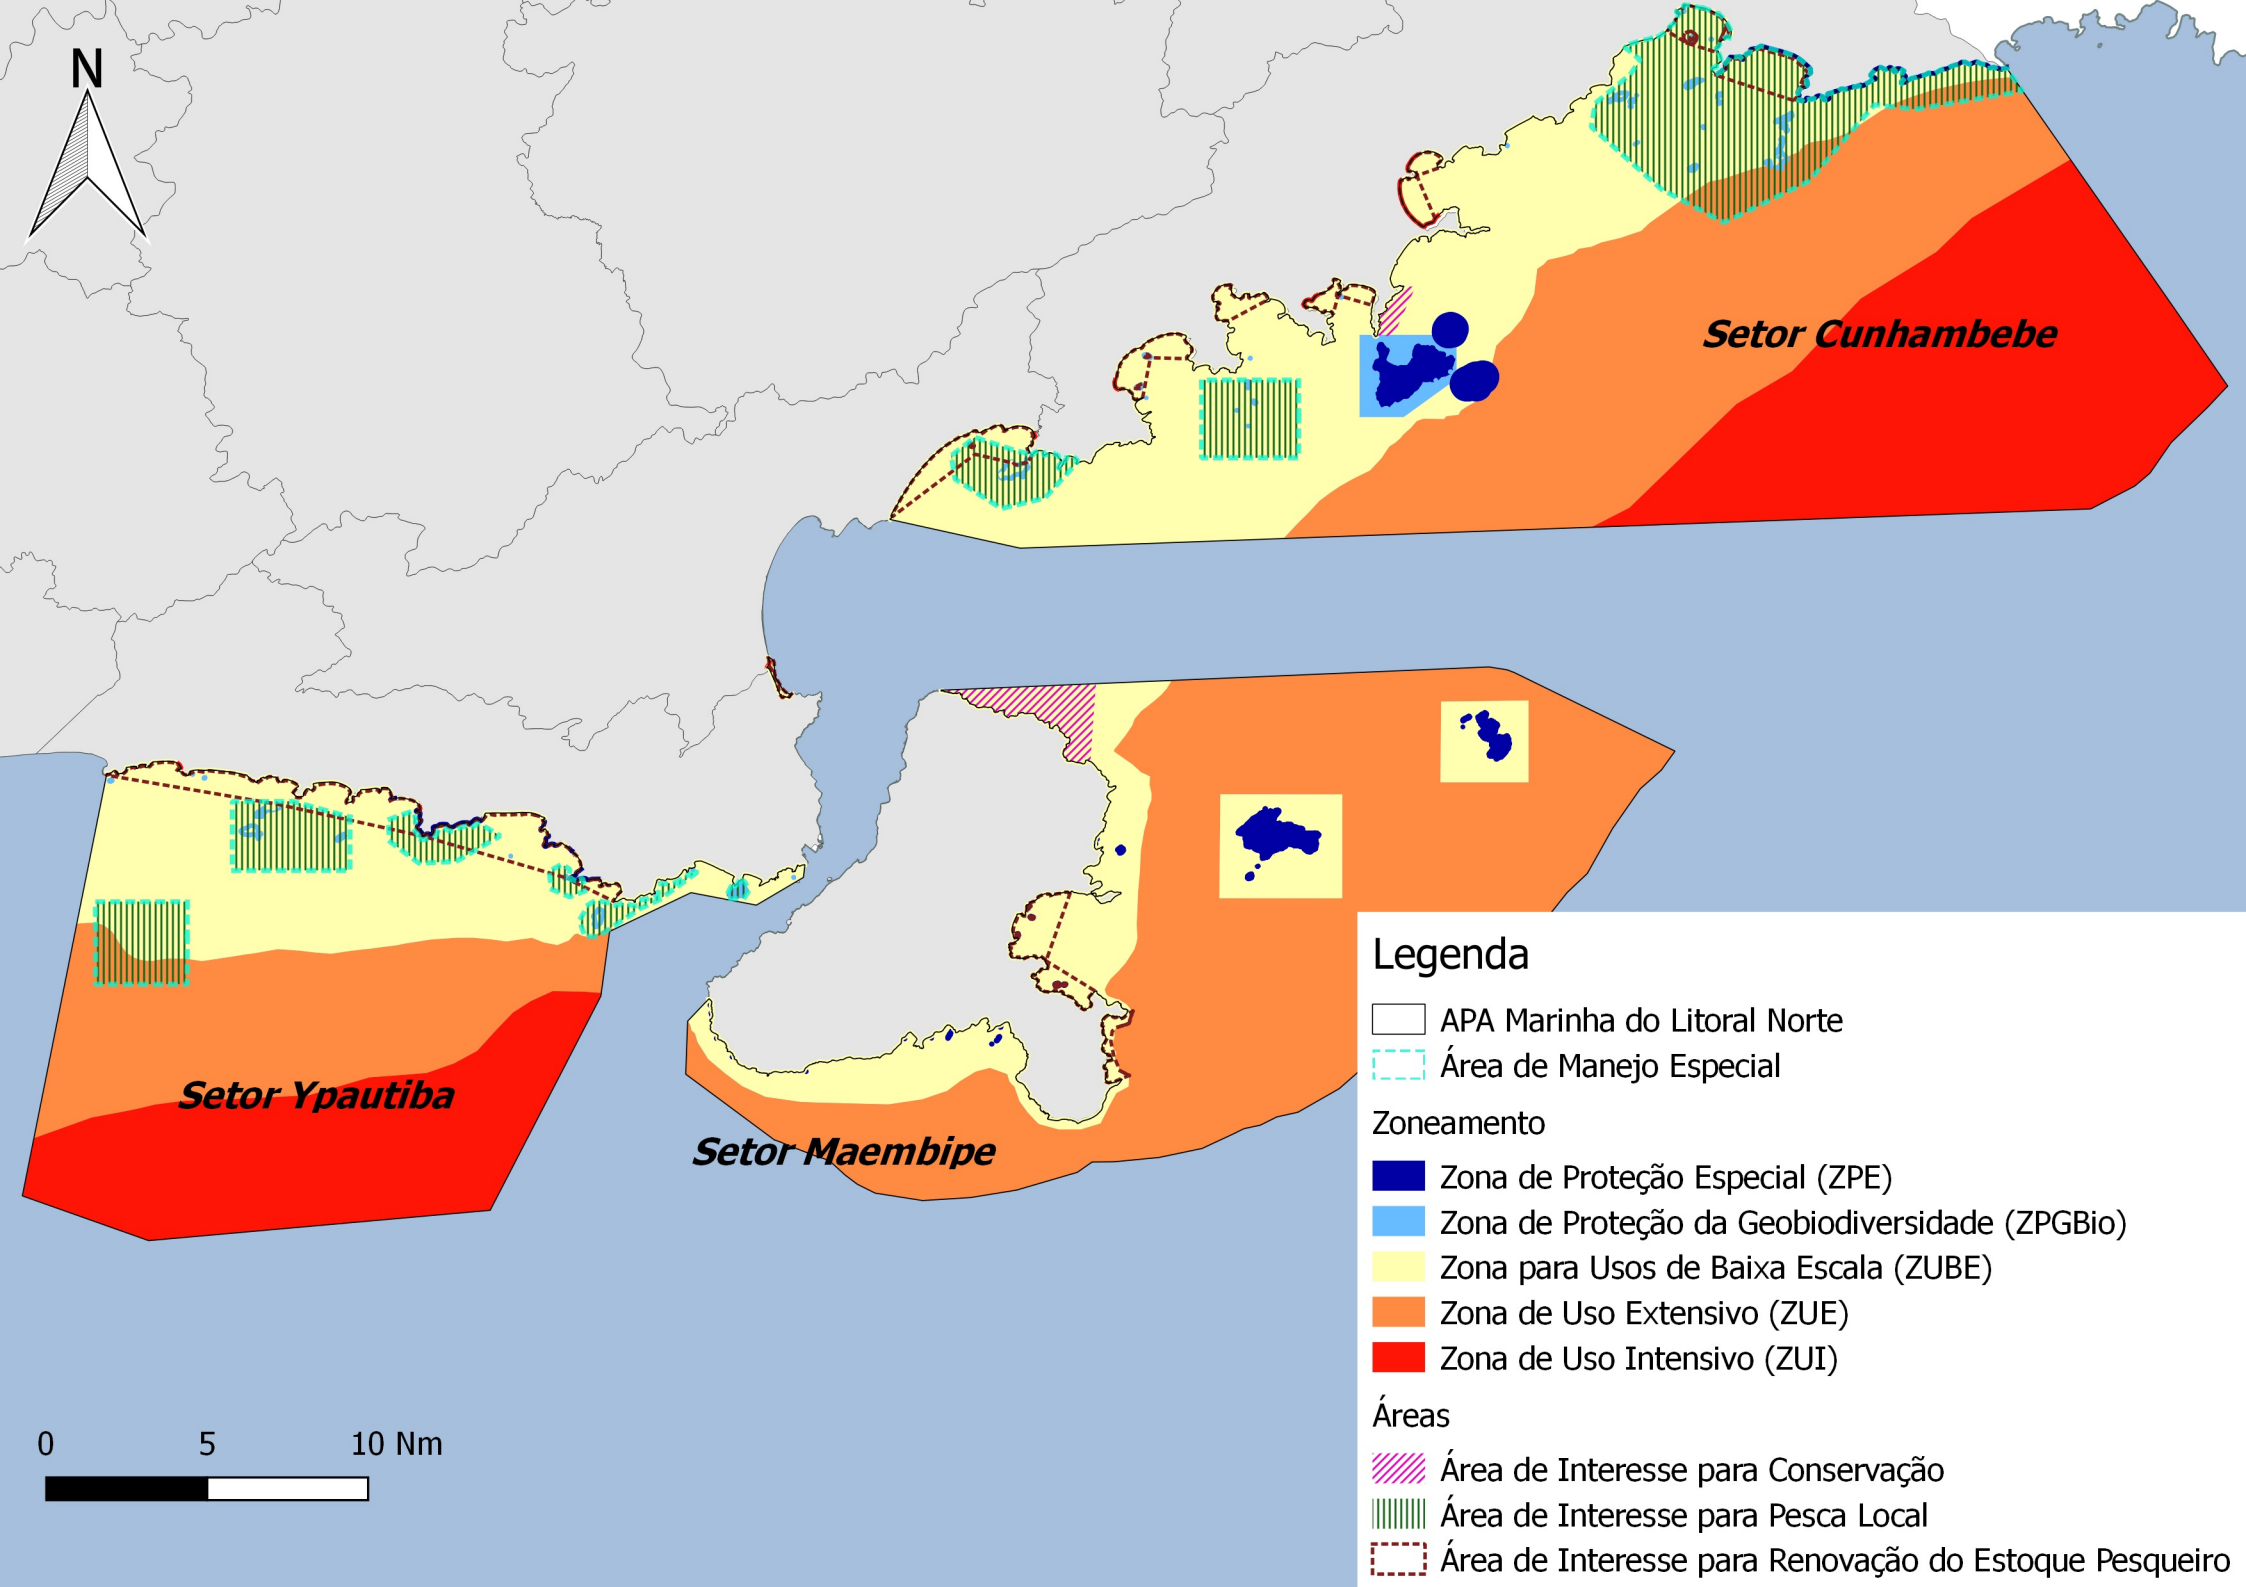 N
Setor Cunhambebe
Setor Ypautiba
Setor Maembipe
0 5 10 Nm
Legenda
APA Marinha do Litoral Norte
Área de Manejo Especial
Zoneamento
Zona de Proteção Especial (ZPE)
Zona de Proteção da Geobiodiversidade (ZPGBio)
Zona para Usos de Baixa Escala (ZUBE)
Zona de Uso Extensivo (ZUE)
Zona de Uso Intensivo (ZUI)
Áreas
Área de Interesse para Conservação
Área de Interesse para Pesca Local
Área de Interesse para Renovação do Estoque Pesqueiro